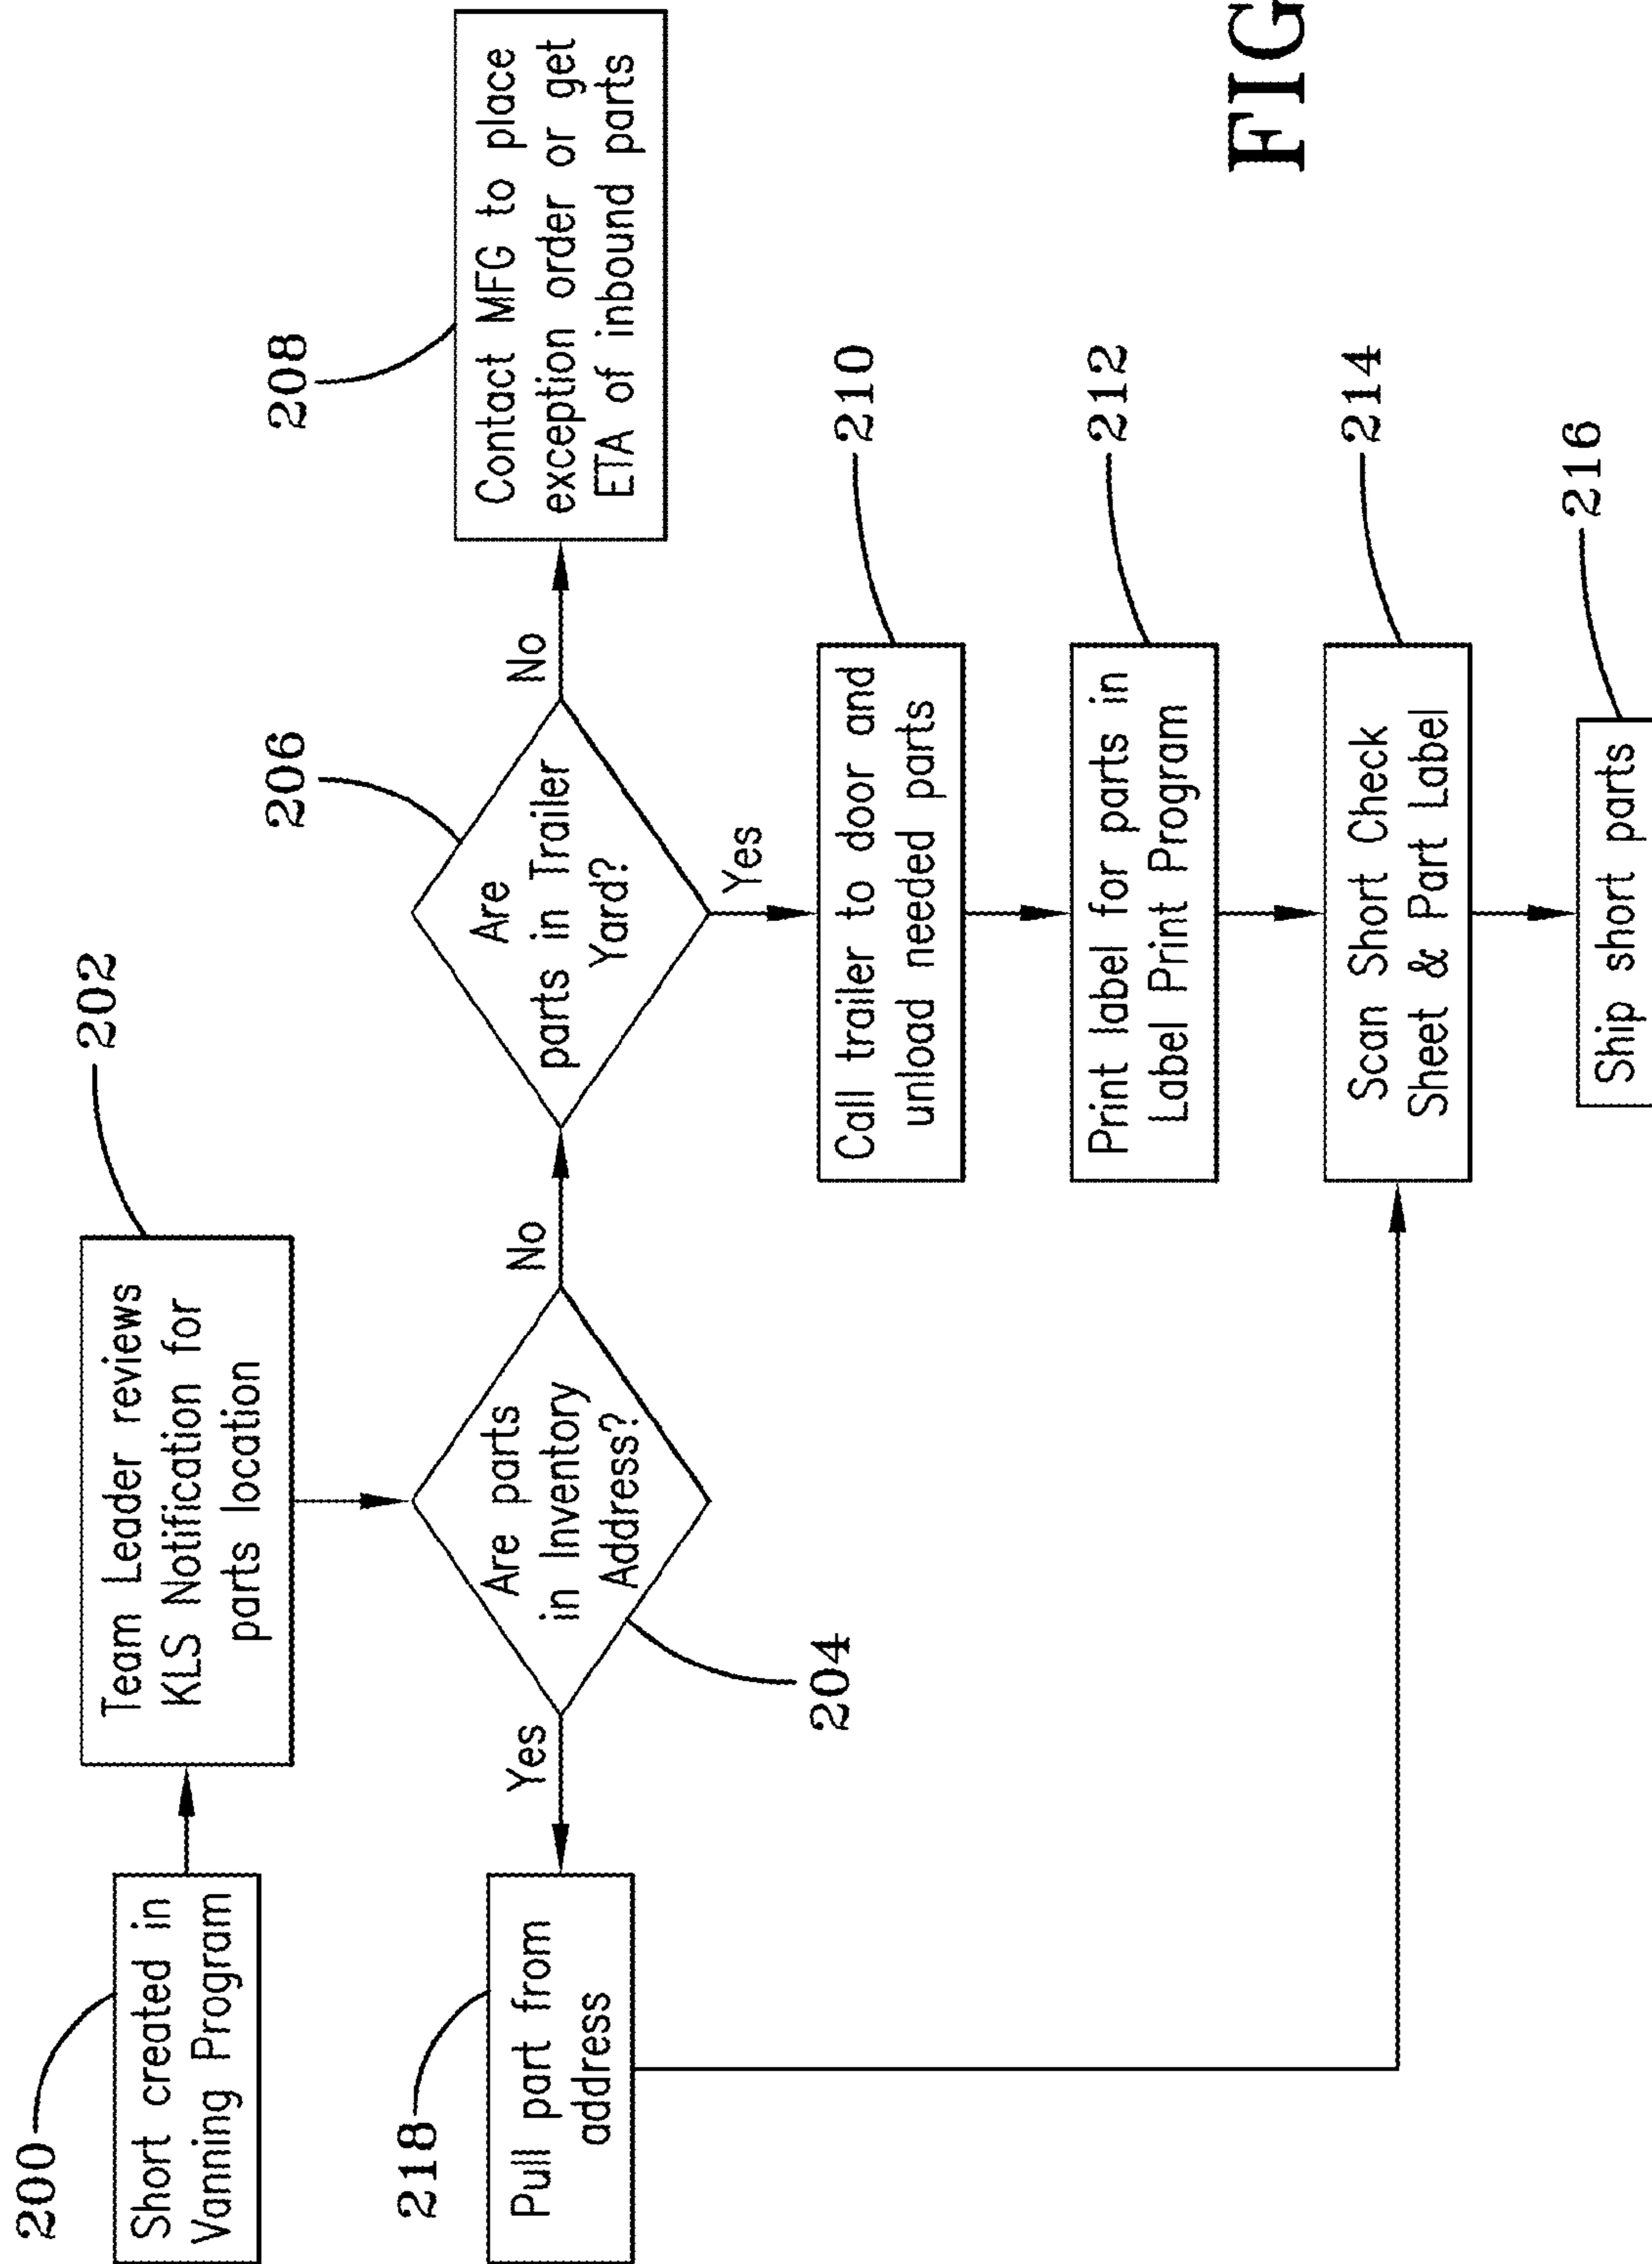 200
Short created in
Vanning Program
202
Team Leader reviews
KLS Notification for
parts location
204
Are parts
in Inventory
Address?
Yes
No
218
Pull part from
address
206
Are
parts in Trailer
Yard?
No
Yes
208
Contact MFG to place
exception order or get
ETA of inbound parts
210
Call trailer to door and
unload needed parts
212
Print label for parts in
Label Print Program
214
Scan Short Check
Sheet & Part Label
216
Ship short parts
FIG